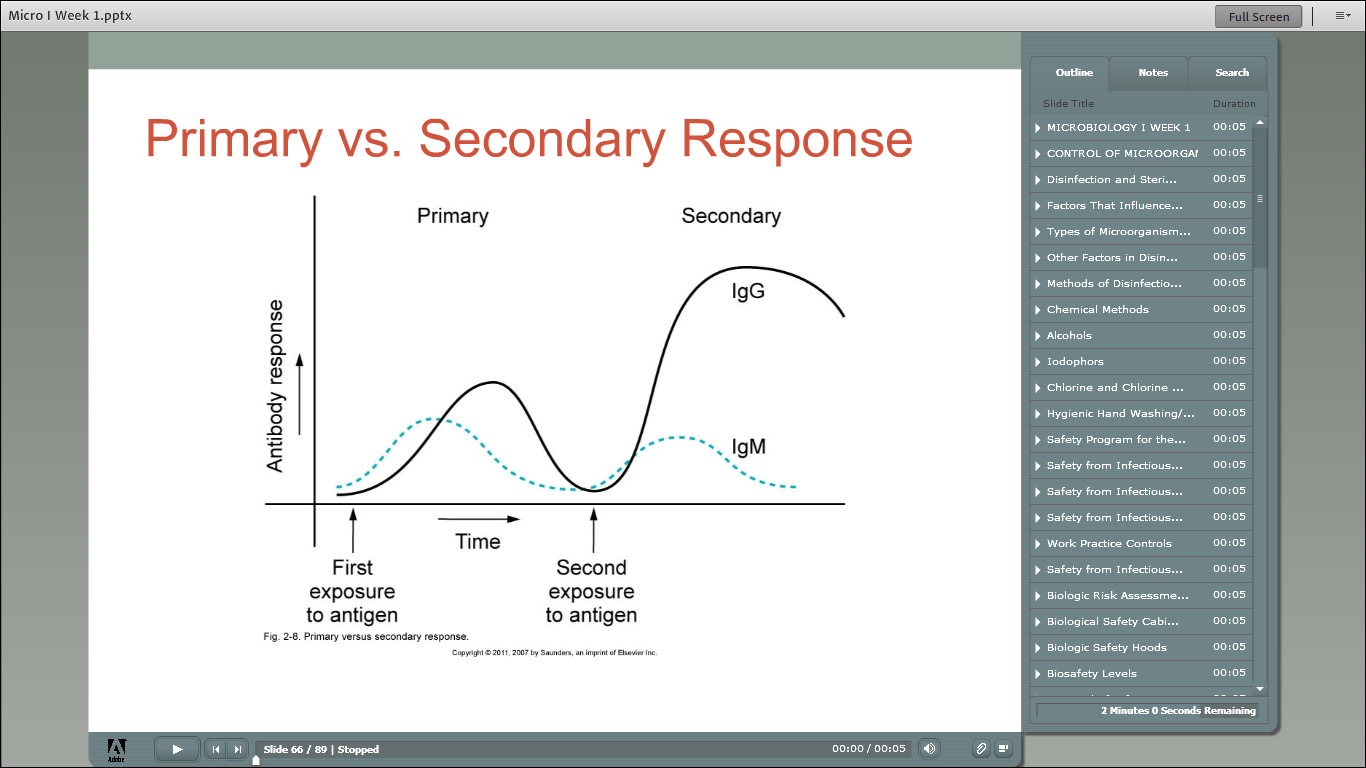 Micro I Week 1.pptx
Full Screen
Primary vs. Secondary Response
Primary
Secondary
IgG
IgM
Antibody response
Time
First
exposure
to antigen
Second
exposure
to antigen
Fig. 2-8. Primary versus secondary response.
Copyright © 2011, 2007 by Saunders, an imprint of Elsevier Inc.
Outline Notes Search
Slide Title Duration
MICROBIOLOGY I WEEK 1 00:05
CONTROL OF MICROORGAN 00:05
Disinfection and Steri... 00:05
Factors That Influence... 00:05
Types of Microorganism... 00:05
Other Factors in Disin... 00:05
Methods of Disinfectio... 00:05
Chemical Methods 00:05
Alcohols 00:05
Iodophors 00:05
Chlorine and Chlorine ... 00:05
Hygienic Hand Washing/... 00:05
Safety Program for the... 00:05
Safety from Infectious... 00:05
Safety from Infectious... 00:05
Safety from Infectious... 00:05
Work Practice Controls 00:05
Safety from Infectious... 00:05
Biologic Risk Assessme... 00:05
Biological Safety Cabi... 00:05
Biologic Safety Hoods 00:05
Biosafety Levels 00:05
2 Minutes 0 Seconds Remaining
Adobe
Slide 66 / 89 | Stopped
00:00 / 00:05